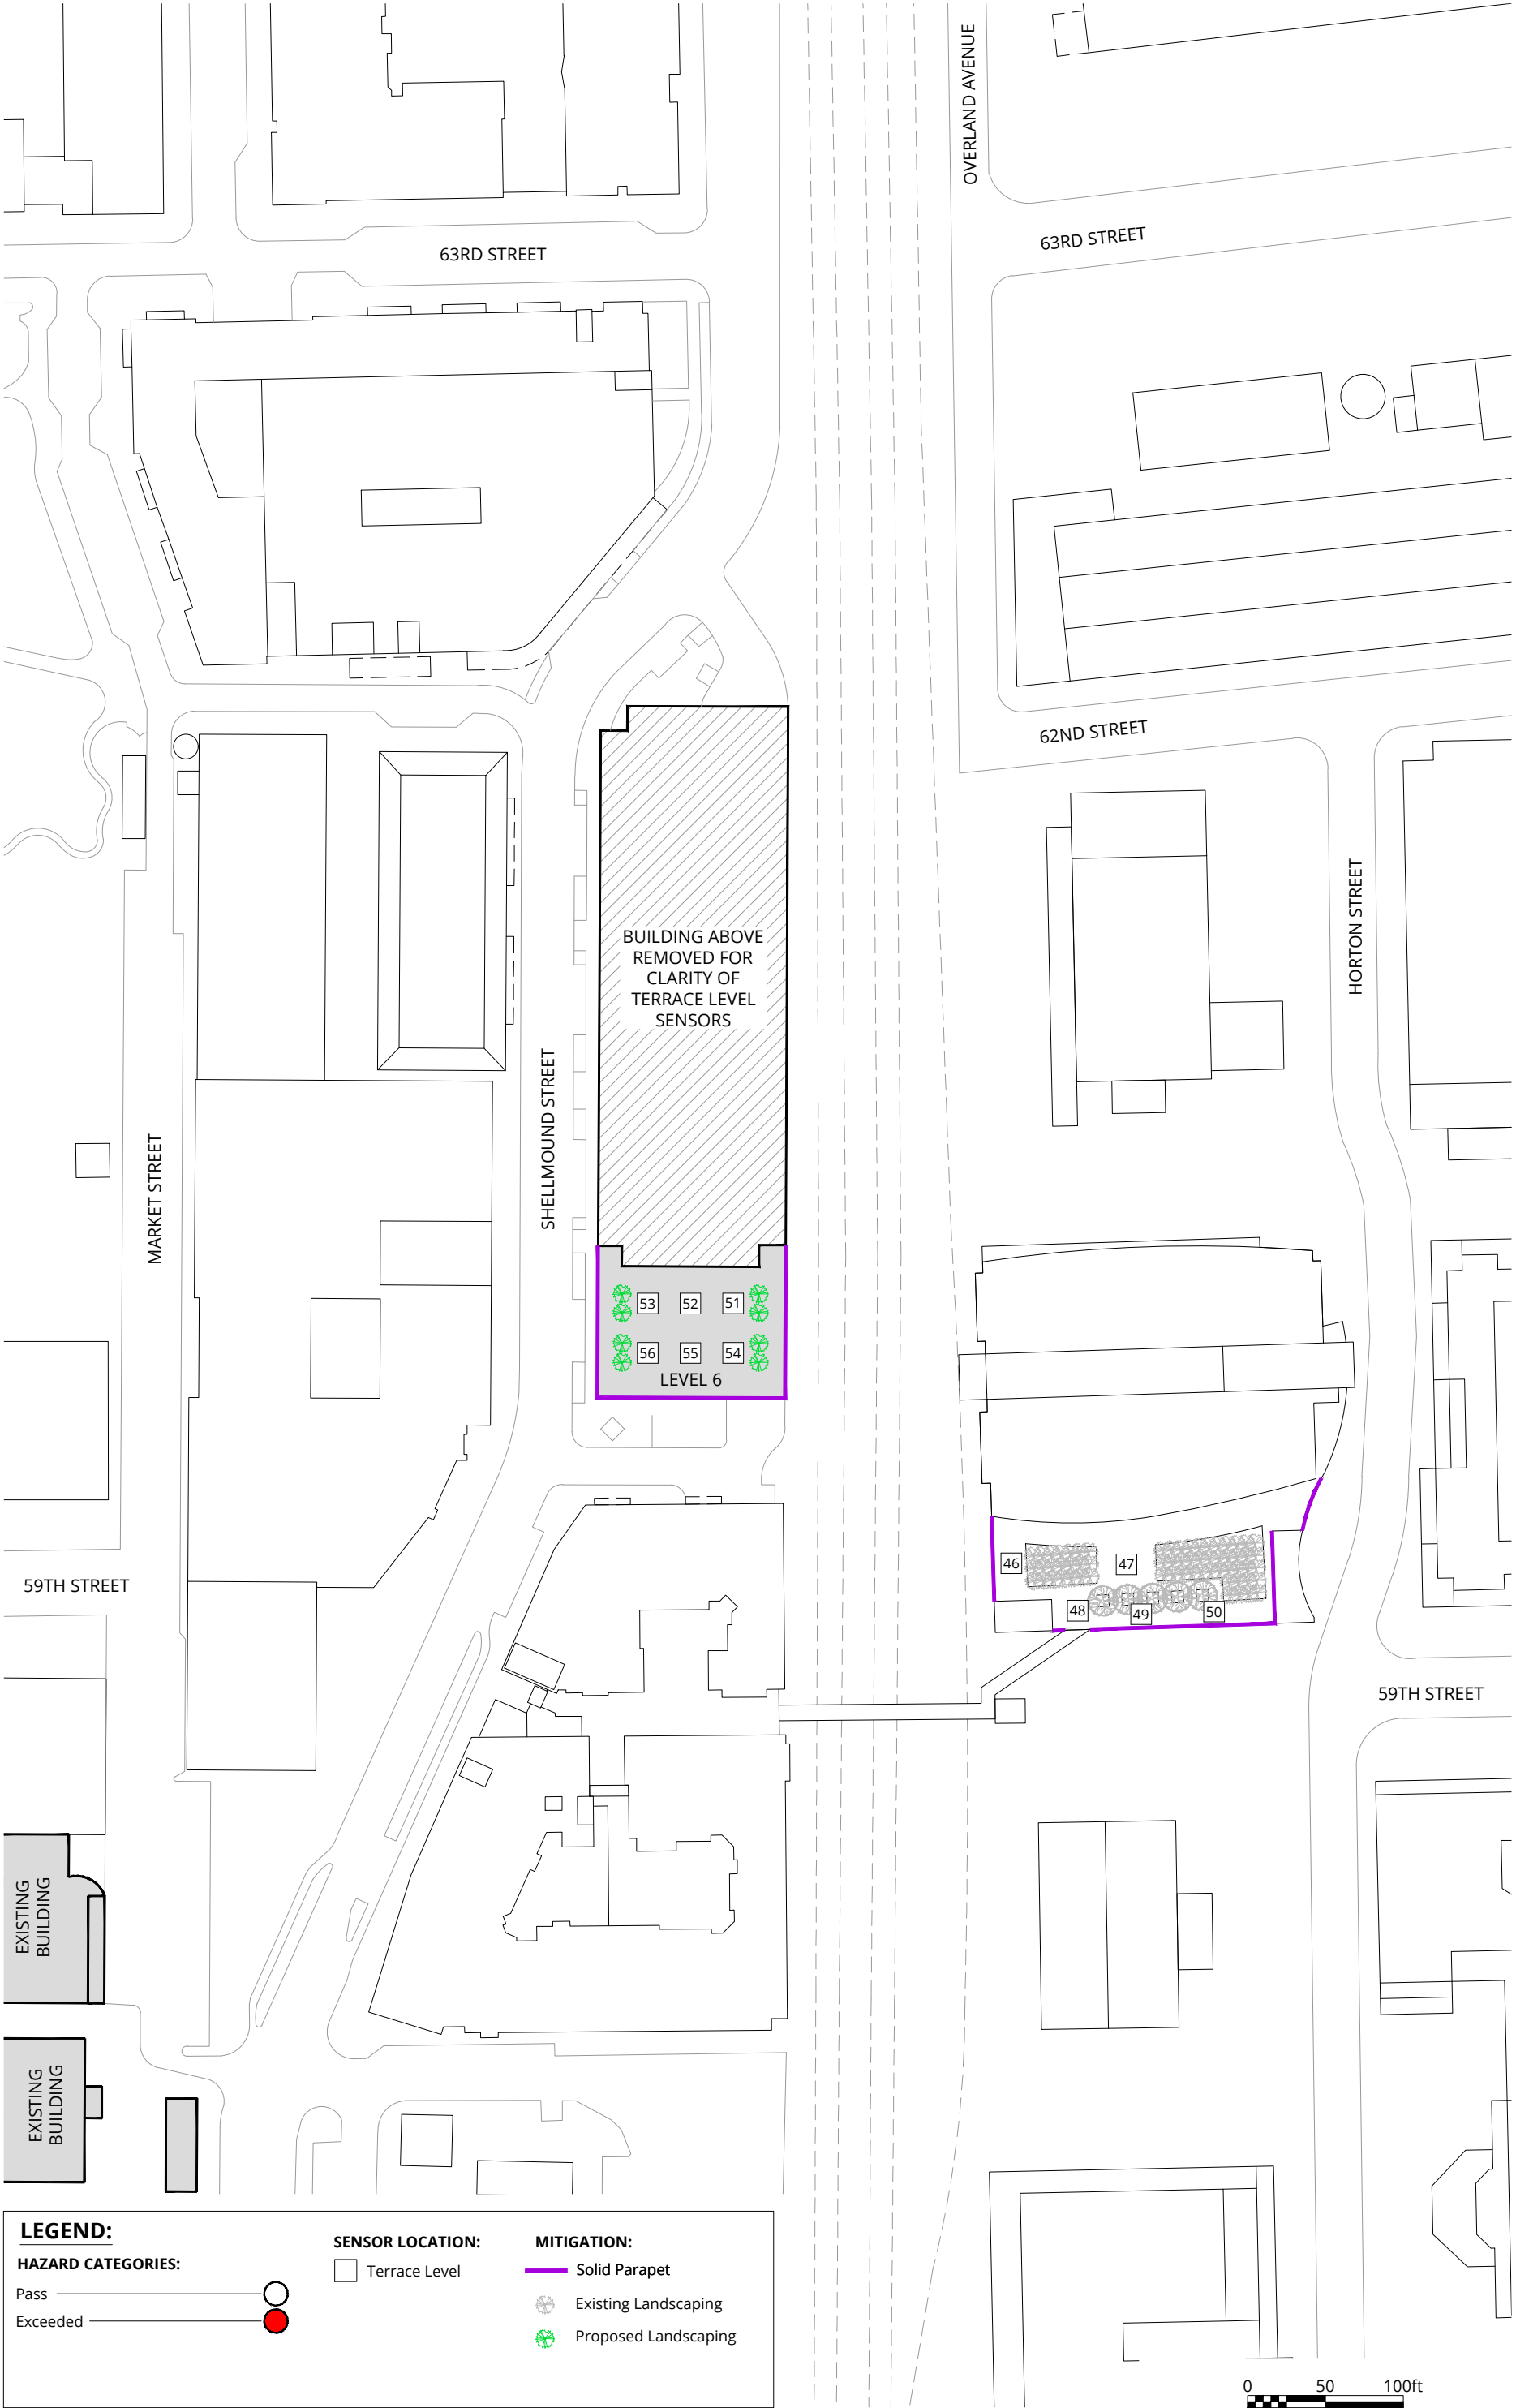 OVERLAND AVENUE
63RD STREET
63RD STREET
62ND STREET
BUILDING ABOVE
REMOVED FOR
CLARITY OF
TERRACE LEVEL
SENSORS
HORTON STREET
SHELLMOUND STREET
MARKET STREET
53 52 51
56 55 54
LEVEL 6
46 47
48 49 50
59TH STREET
59TH STREET
EXISTING
BUILDING
EXISTING
BUILDING
LEGEND:
HAZARD CATEGORIES:
Pass
Exceeded
SENSOR LOCATION:
Terrace Level
MITIGATION:
Solid Parapet
Existing Landscaping
Proposed Landscaping
0 50 100ft